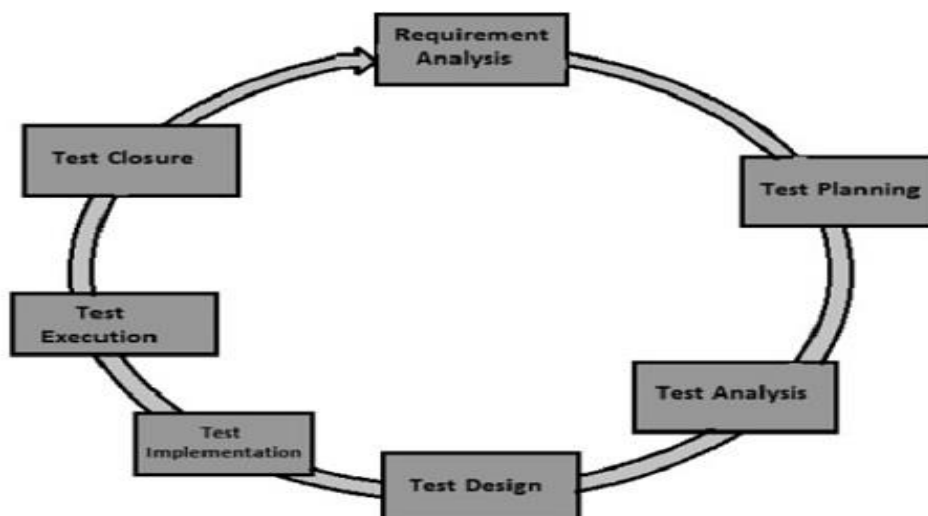 Requirement
Analysis
Test Planning
Test Analysis
Test Design
Test
Implementation
Test
Execution
Test Closure